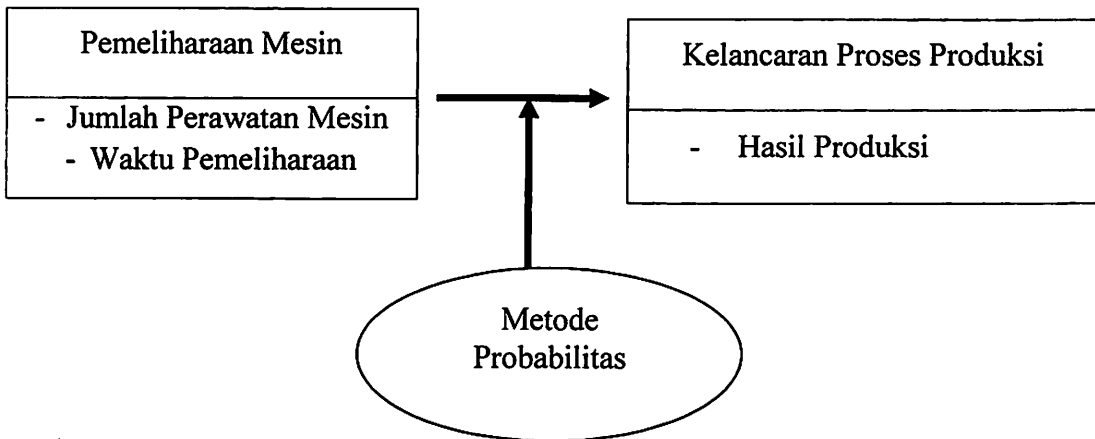 Pemeliharaan Mesin
- Jumlah Perawatan Mesin
- Waktu Pemeliharaan
Kelancaran Proses Produksi
- Hasil Produksi
Metode
Probabilitas